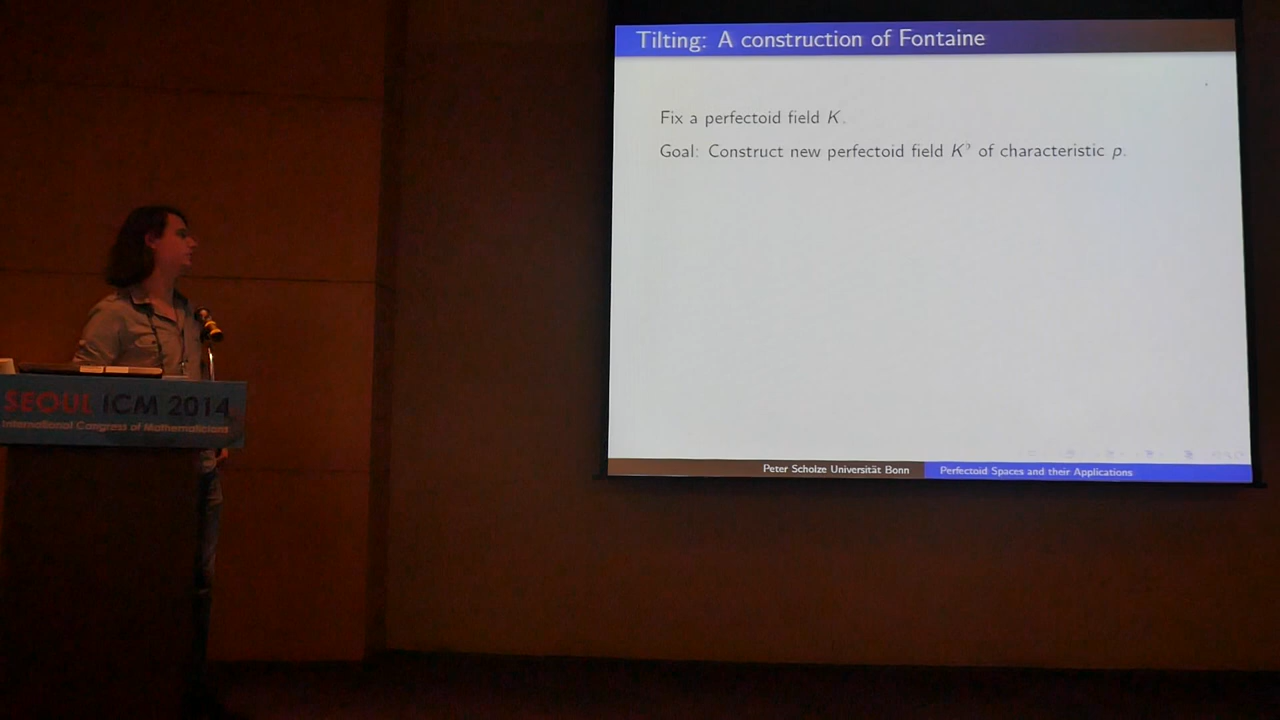 Tilting: A construction of Fontaine
Fix a perfectoid field K.
Goal: Construct new perfectoid field K♭ of characteristic p.
Peter Scholze Universität Bonn
Perfectoid Spaces and their Applications
SEOUL ICM 2014
International Congress of Mathematicians